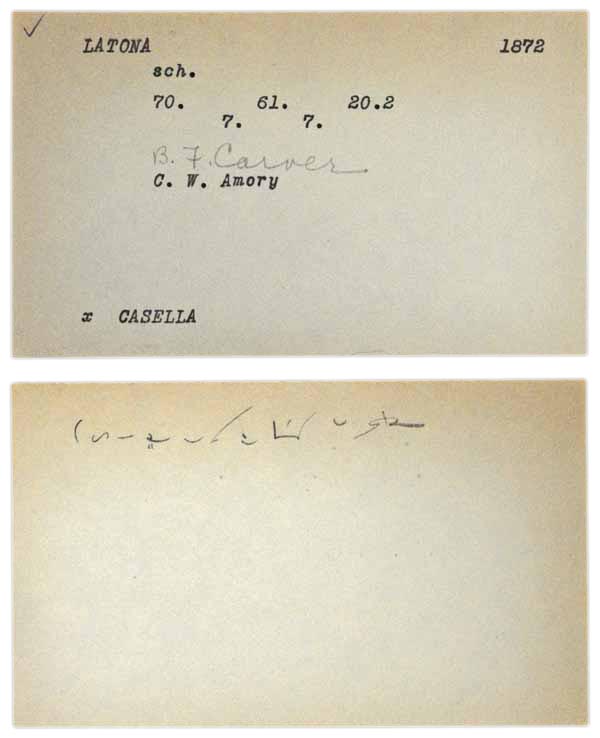 LATONA 1872
sch.
70. 61. 20.2
7. 7.
B. F. Carver
C. W. Amory
x CASELLA